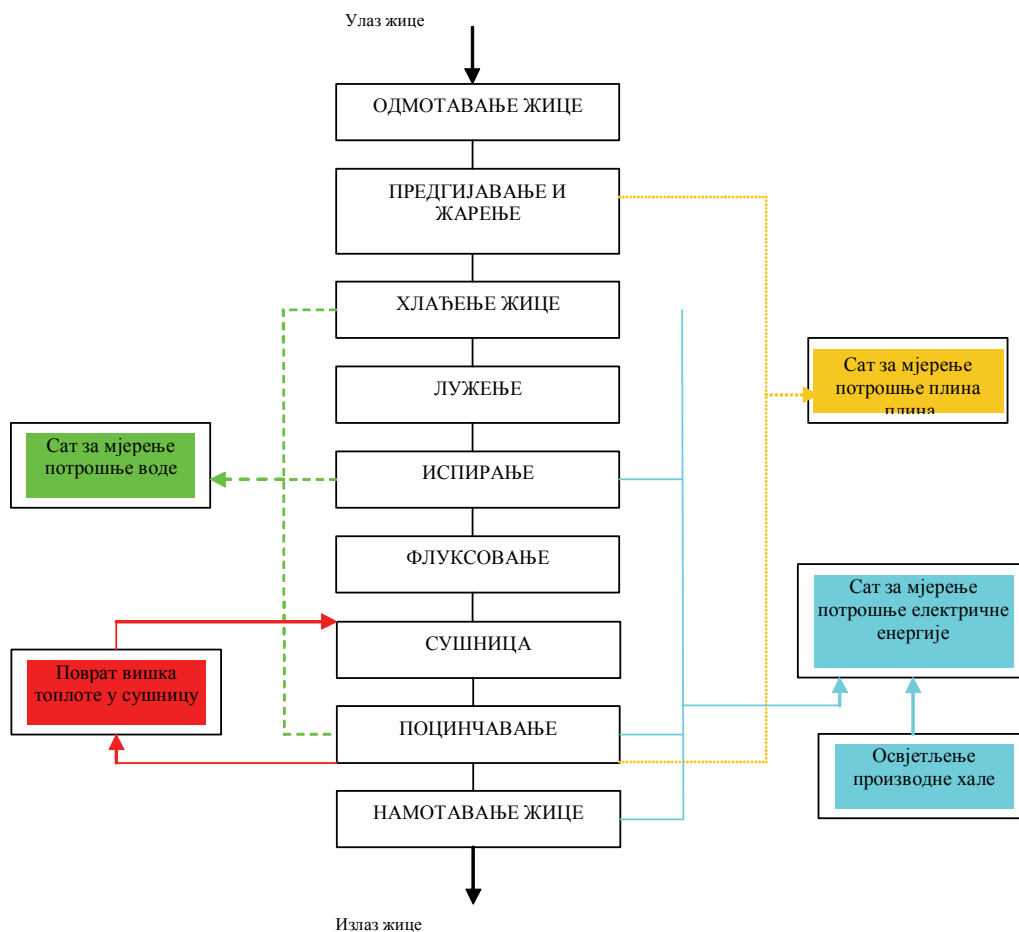 Улаз жице
ОДМОТАВАЊЕ ЖИЦЕ
ПРЕДГИЈАВАЊЕ И
ЖАРЕЊЕ
ХЛАЂЕЊЕ ЖИЦЕ
Сат за мјерење
потрошње плина
плина
ЛУЖЕЊЕ
Сат за мјерење
потрошње воде
ИСПИРАЊЕ
ФЛУКСОВАЊЕ
Сат за мјерење
потрошње електричне
енергије
СУШНИЦА
Поврат вишка
топлоте у сушницу
ПОЦИНЧАВАЊЕ
Освјетљење
производне хале
НАМОТАВАЊЕ ЖИЦЕ
Излаз жице